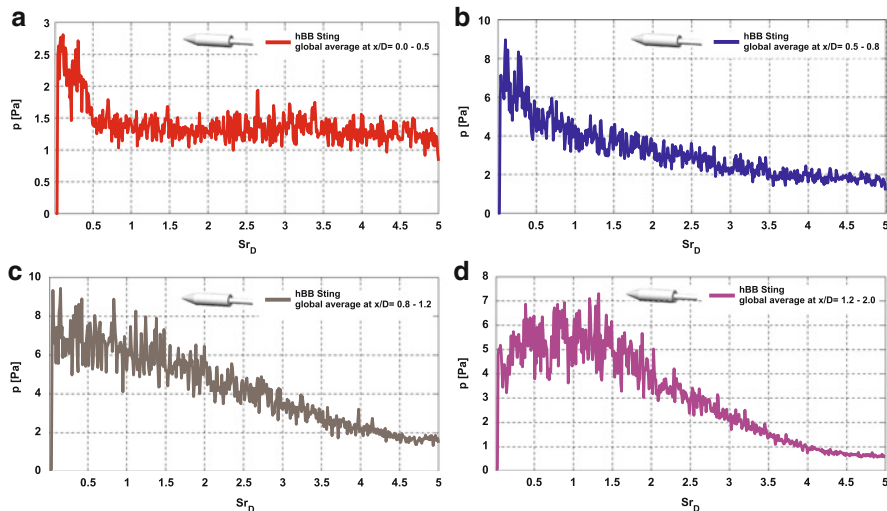 a
hBB Sting
global average at x/D= 0.0 - 0.5
3
2.5
2
1.5
1
0.5
0
p [Pa]
0.5 1 1.5 2 2.5 3 3.5 4 4.5 5
Sr_D
b
hBB Sting
global average at x/D= 0.5 - 0.8
10
8
6
4
2
0
p [Pa]
0.5 1 1.5 2 2.5 3 3.5 4 4.5 5
Sr_D
c
hBB Sting
global average at x/D= 0.8 - 1.2
10
8
6
4
2
0
p [Pa]
0.5 1 1.5 2 2.5 3 3.5 4 4.5 5
Sr_D
d
hBB Sting
global average at x/D= 1.2 - 2.0
8
7
6
5
4
3
2
1
0
p [Pa]
0.5 1 1.5 2 2.5 3 3.5 4 4.5 5
Sr_D